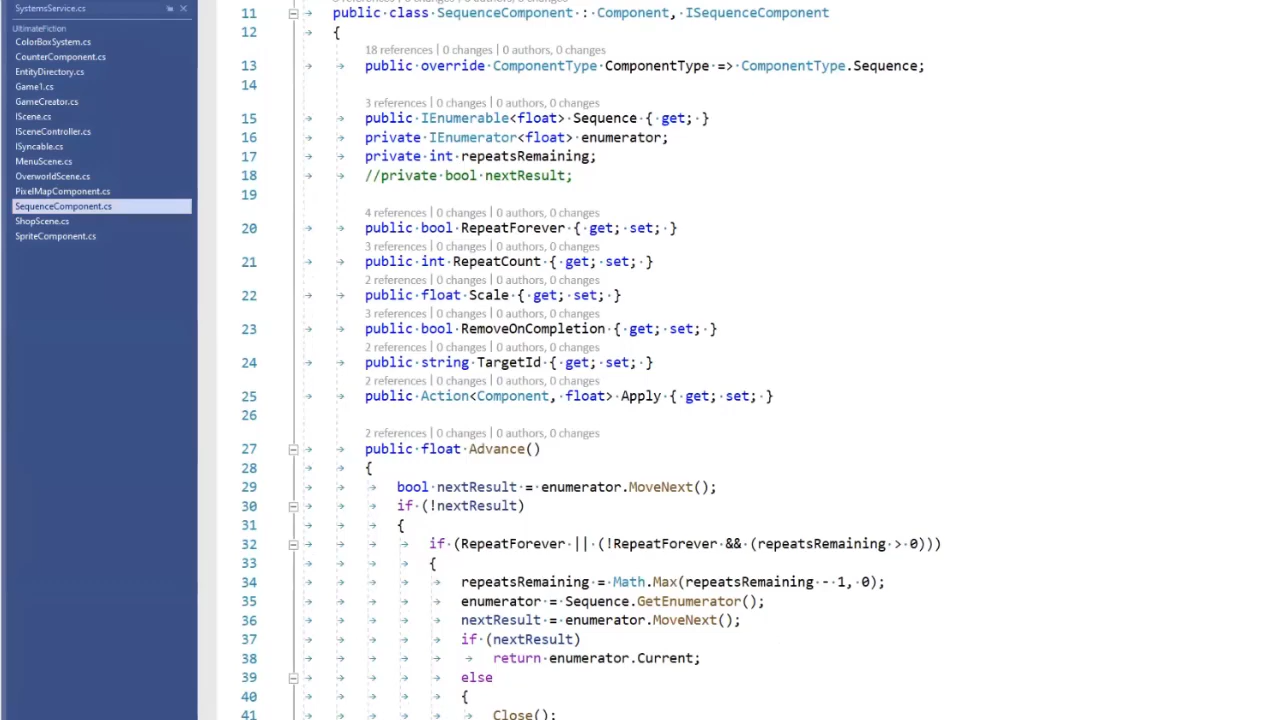 SystemsService.cs
UltimateFiction
ColorBoxSystem.cs
CounterComponent.cs
EntityDirectory.cs
Game1.cs
GameCreator.cs
IScene.cs
ISceneController.cs
ISyncable.cs
MenuScene.cs
OverworldScene.cs
PixelMapComponent.cs
SequenceComponent.cs
ShopScene.cs
SpriteComponent.cs
11 public class SequenceComponent : Component, ISequenceComponent
12 {
18 references | 0 changes | 0 authors, 0 changes
13 public override ComponentType ComponentType => ComponentType.Sequence;
14
3 references | 0 changes | 0 authors, 0 changes
15 public IEnumerable<float> Sequence { get; }
16 private IEnumerator<float> enumerator;
17 private int repeatsRemaining;
18 //private bool nextResult;
19
4 references | 0 changes | 0 authors, 0 changes
20 public bool RepeatForever { get; set; }
3 references | 0 changes | 0 authors, 0 changes
21 public int RepeatCount { get; set; }
2 references | 0 changes | 0 authors, 0 changes
22 public float Scale { get; set; }
3 references | 0 changes | 0 authors, 0 changes
23 public bool RemoveOnCompletion { get; set; }
2 references | 0 changes | 0 authors, 0 changes
24 public string TargetId { get; set; }
2 references | 0 changes | 0 authors, 0 changes
25 public Action<Component, float> Apply { get; set; }
26
2 references | 0 changes | 0 authors, 0 changes
27 public float Advance()
28 {
29 bool nextResult = enumerator.MoveNext();
30 if (!nextResult)
31 {
32 if (RepeatForever || (!RepeatForever && (repeatsRemaining > 0)))
33 {
34 repeatsRemaining = Math.Max(repeatsRemaining - 1, 0);
35 enumerator = Sequence.GetEnumerator();
36 nextResult = enumerator.MoveNext();
37 if (nextResult)
38 return enumerator.Current;
39 else
40 {
41 Close();